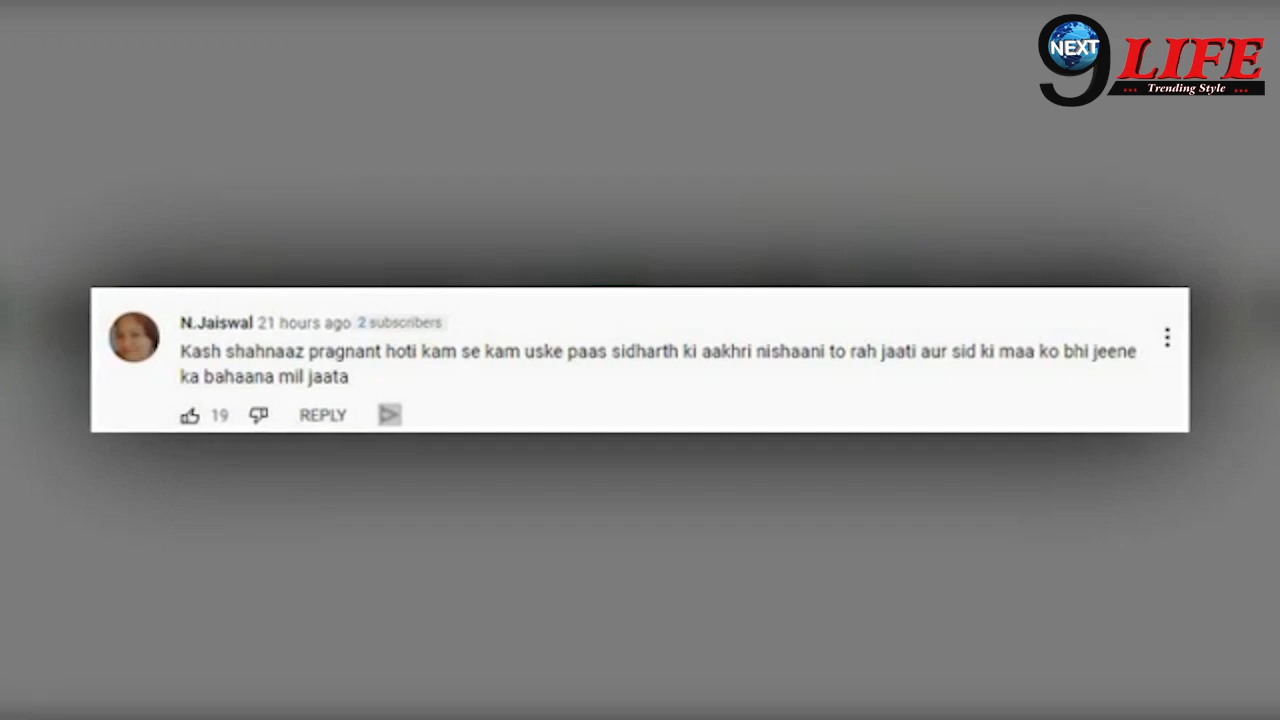 NEXT
9 LIFE
... Trending Style ...
N.Jaiswal 21 hours ago 2 subscribers
Kash shahnaaz pragnant hoti kam se kam uske paas sidharth ki aakhri nishaani to rah jaati aur sid ki maa ko bhi jeene
ka bahaana mil jaata
19 REPLY